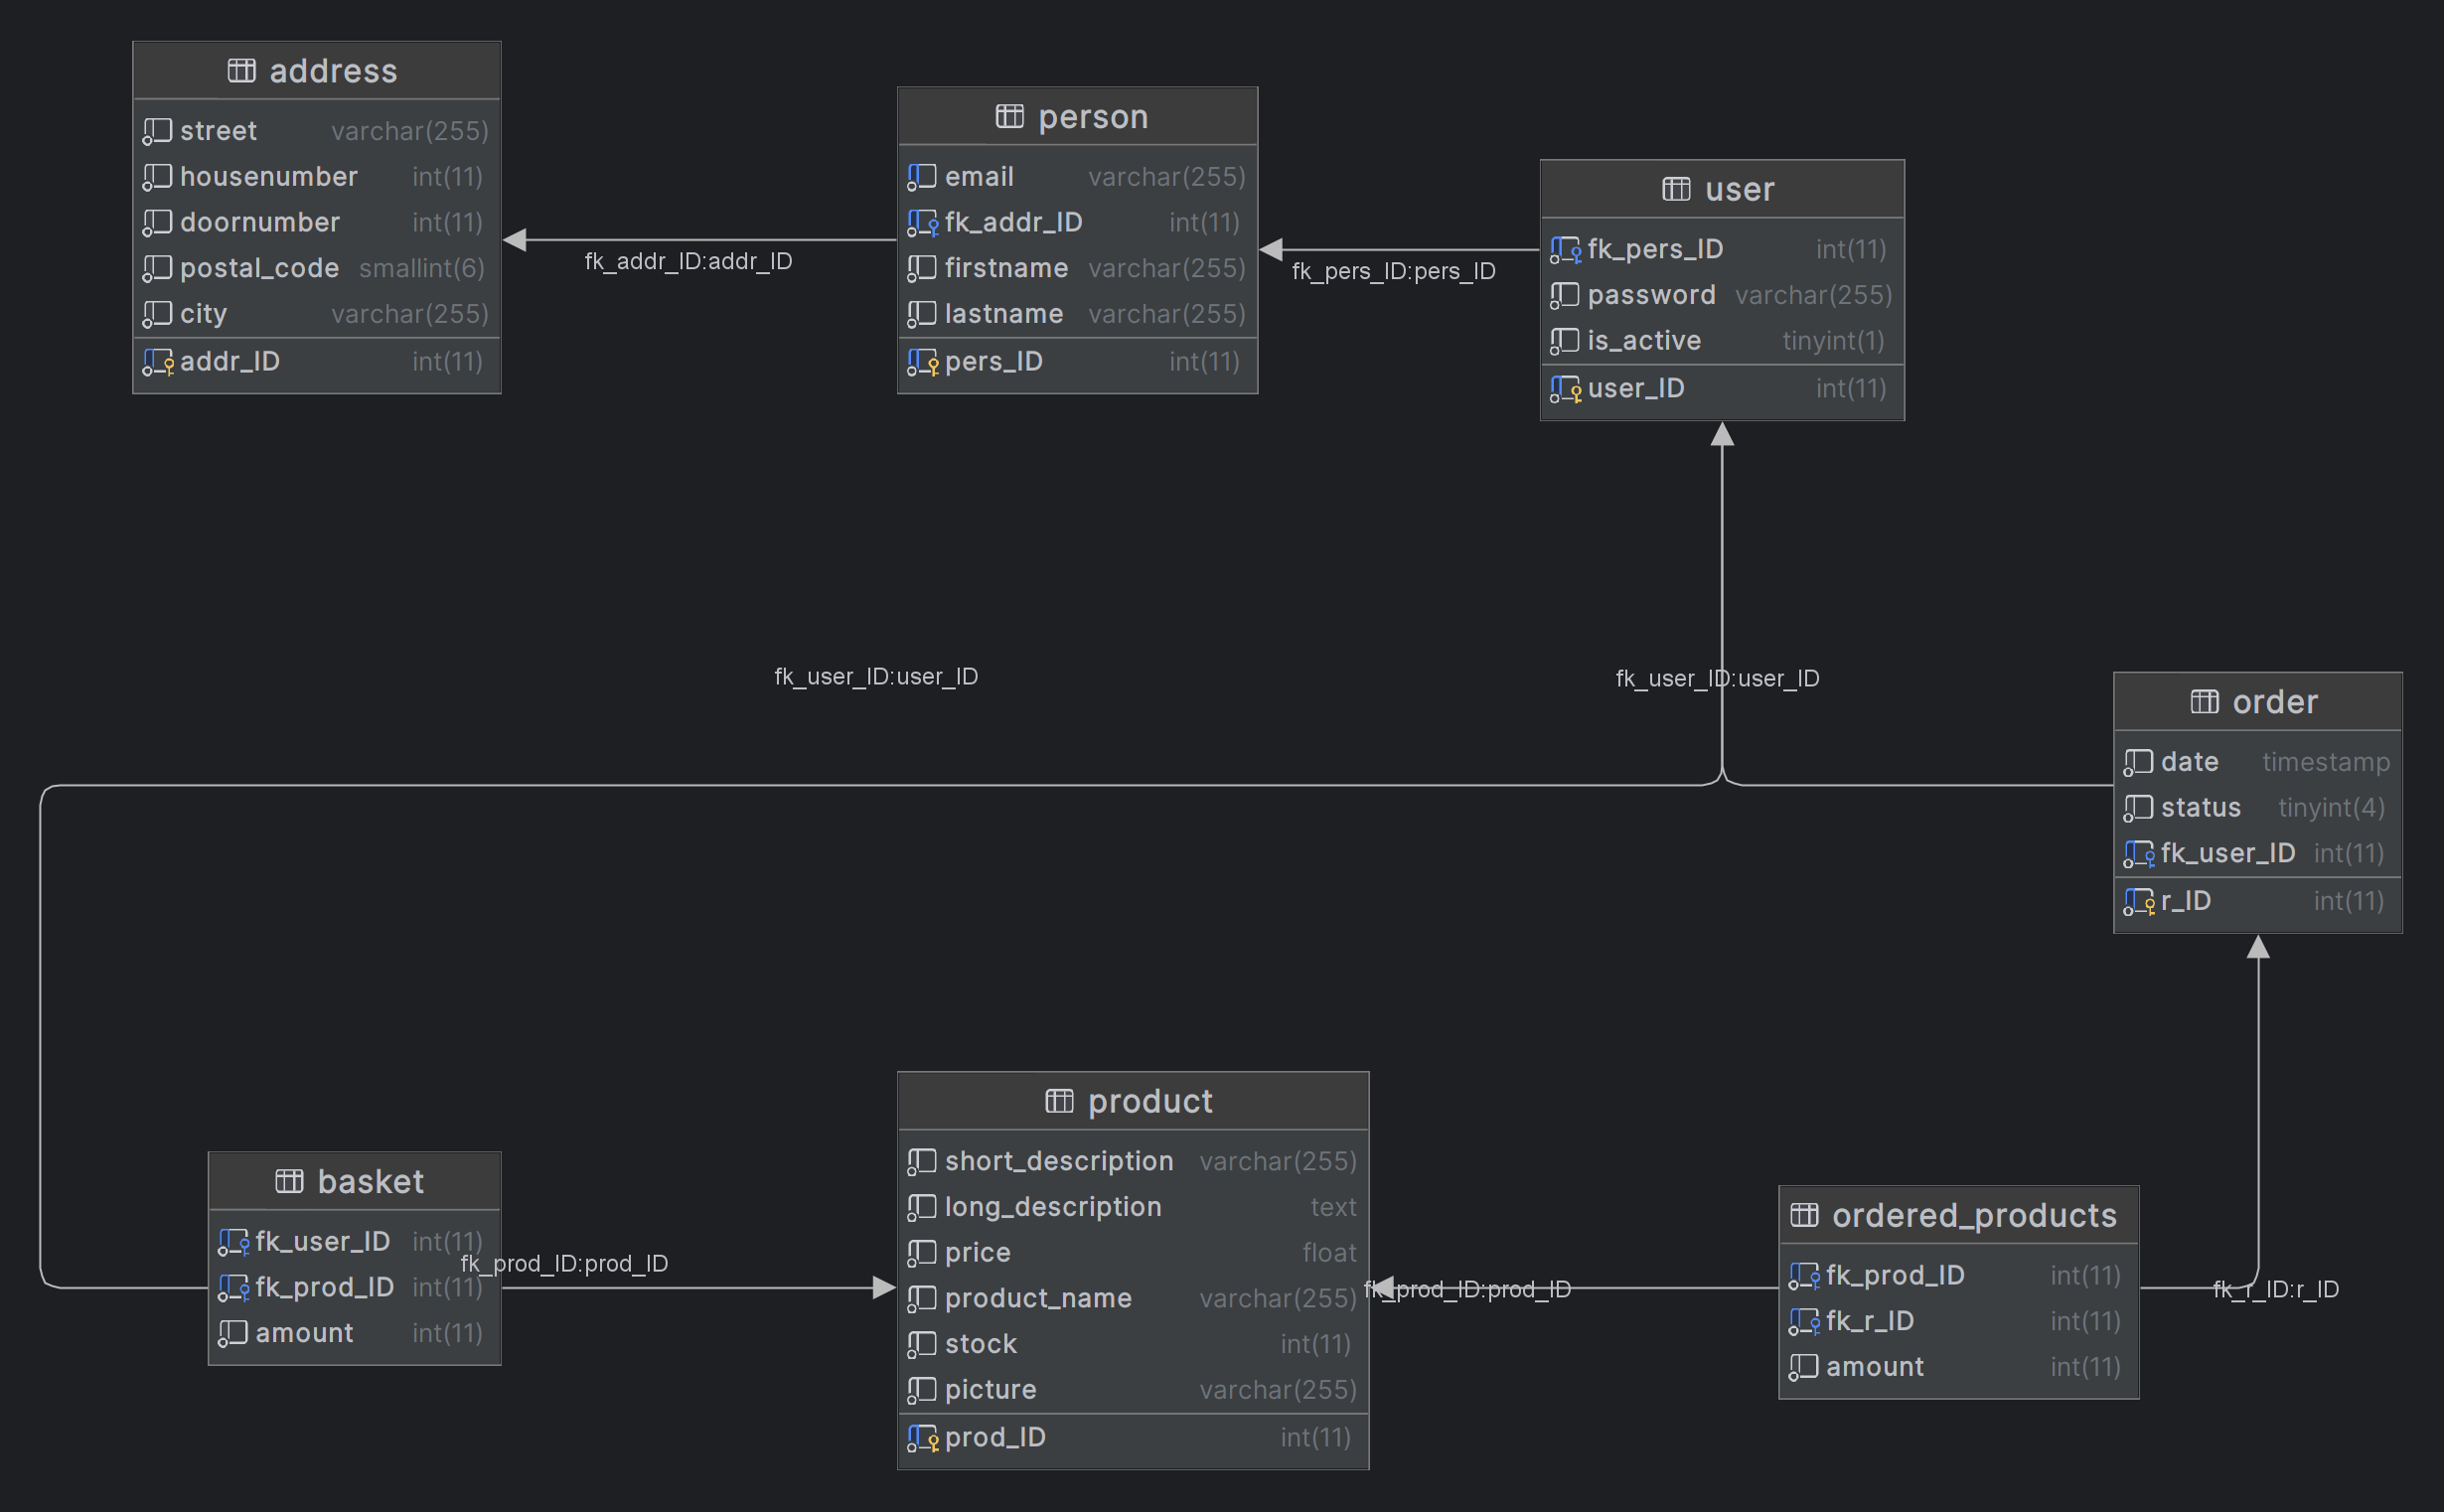 address
street varchar(255)
housenumber int(11)
doornumber int(11)
postal_code smallint(6)
city varchar(255)
addr_ID int(11)
fk_addr_ID:addr_ID
person
email varchar(255)
fk_addr_ID int(11)
firstname varchar(255)
lastname varchar(255)
pers_ID int(11)
fk_pers_ID:pers_ID
user
fk_pers_ID int(11)
password varchar(255)
is_active tinyint(1)
user_ID int(11)
fk_user_ID:user_ID
fk_user_ID:user_ID
order
date timestamp
status tinyint(4)
fk_user_ID int(11)
r_ID int(11)
basket
fk_user_ID int(11)
fk_prod_ID int(11)
amount int(11)
fk_prod_ID:prod_ID
product
short_description varchar(255)
long_description text
price float
product_name varchar(255)
stock int(11)
picture varchar(255)
prod_ID int(11)
fk_prod_ID:prod_ID
ordered_products
fk_prod_ID int(11)
fk_r_ID int(11)
amount int(11)
fk_r_ID:r_ID